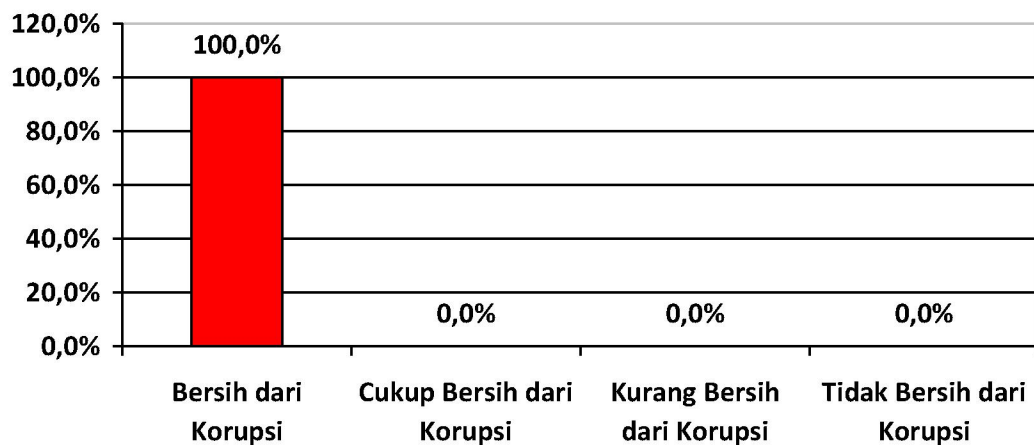 120,0%
100,0%
80,0%
60,0%
40,0%
20,0%
0,0%
100,0%
0,0%
0,0%
0,0%
Bersih dari
Korupsi
Cukup Bersih dari
Korupsi
Kurang Bersih
dari Korupsi
Tidak Bersih dari
Korupsi